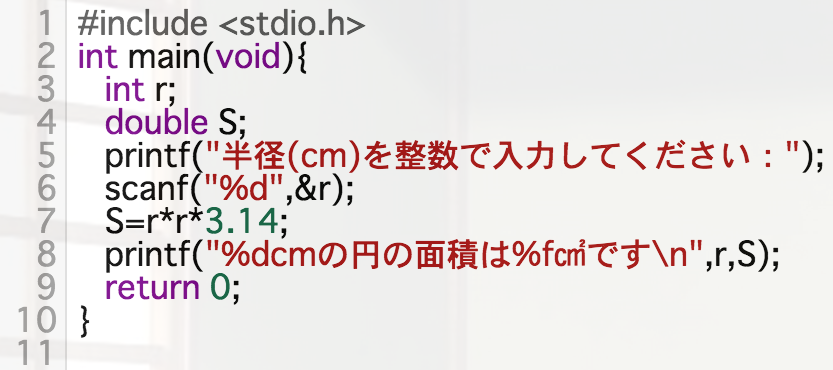 1 #include <stdio.h>
2 int main(void){
3 int r;
4 double S;
5 printf("半径(cm)を整数で入力してください：");
6 scanf("%d",&r);
7 S=r*r*3.14;
8 printf("%dcmの円の面積は%fc㎡です\n",r,S);
9 return 0;
10 }
11